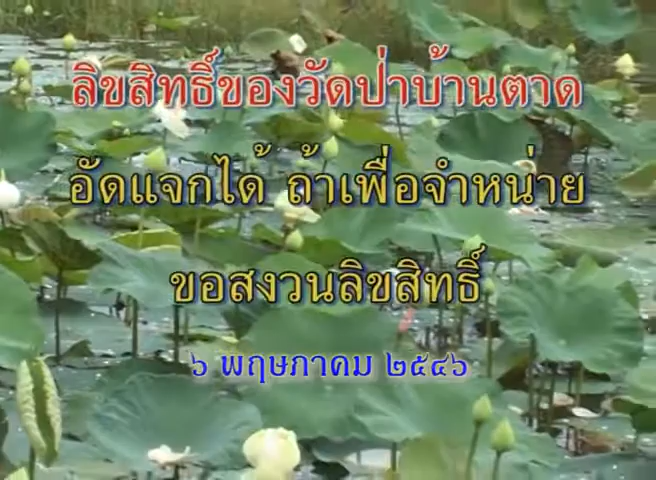 ลิขสิทธิ์ของวัดป่าบ้านตาด
อัดแจกได้ ถ้าเพื่อจำหน่าย
ขอสงวนลิขสิทธิ์
๖ พฤษภาคม ๒๕๔๖